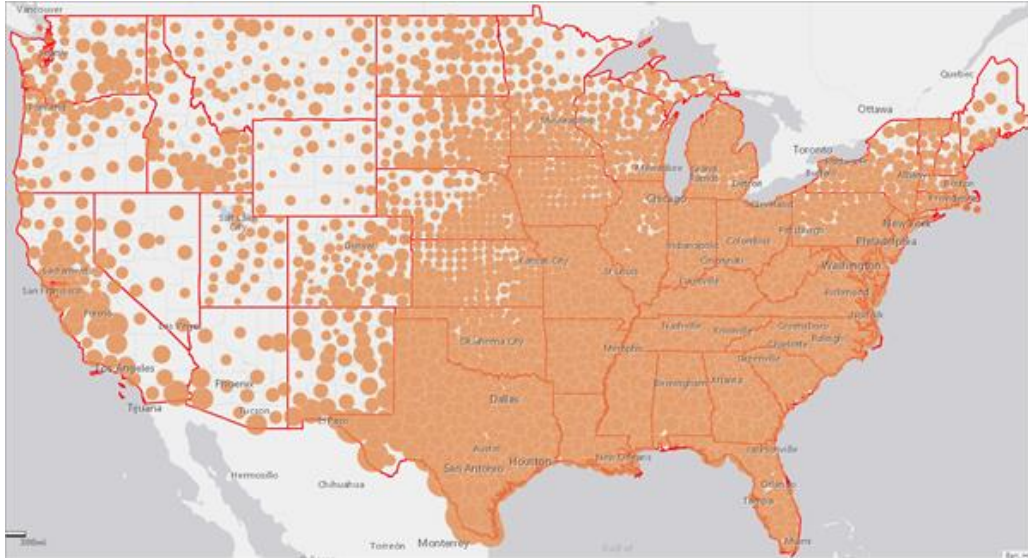 Vancouver
Quebec
Ottawa
Portland
Minneapolis
Toronto
Milwaukee
Grand
Rapids
Detroit
Buffalo
Albany
Boston
Providence
Salt Lake
City
Chicago
Cleveland
New York
Denver
Pittsburgh
Philadelphia
Sacramento
Kansas City
Indianapolis
Columbus
Cincinnati
Washington
San Francisco
St Louis
Louisville
Richmond
Fresno
Las Vegas
Norfolk
Nashville
Knoxville
Greensboro
Raleigh
Oklahoma City
Memphis
Charlotte
Greenville
Los Angeles
Phoenix
Birmingham
Atlanta
Tijuana
Tucson
Dallas
El Paso
Austin
Jacksonville
Hermosillo
San Antonio
Houston
New Orleans
Chihuahua
Orlando
Tampa
Torreón
Monterrey
Miami